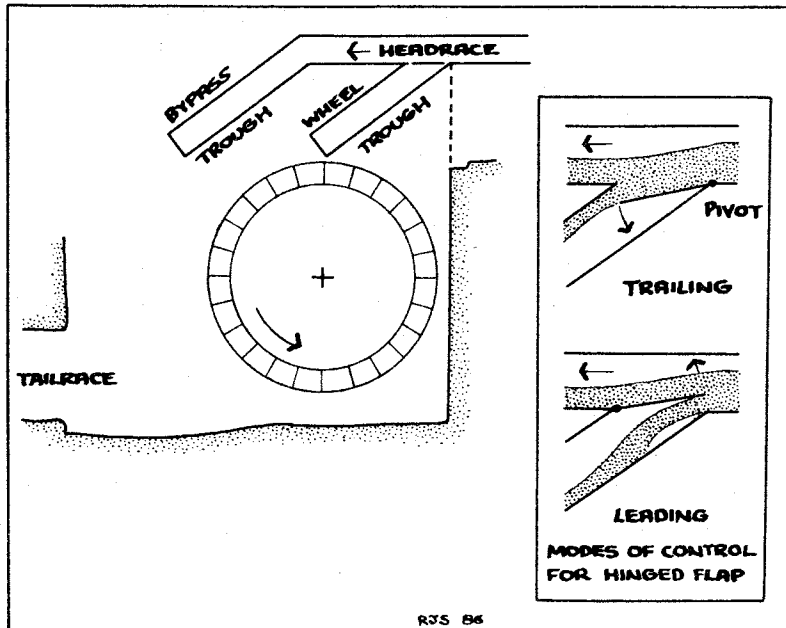 ← HEADRACE
BYPASS
TROUGH
WHEEL
TROUGH
TAILRACE
PIVOT
TRAILING
LEADING
MODES OF CONTROL
FOR HINGED FLAP
RJS 86